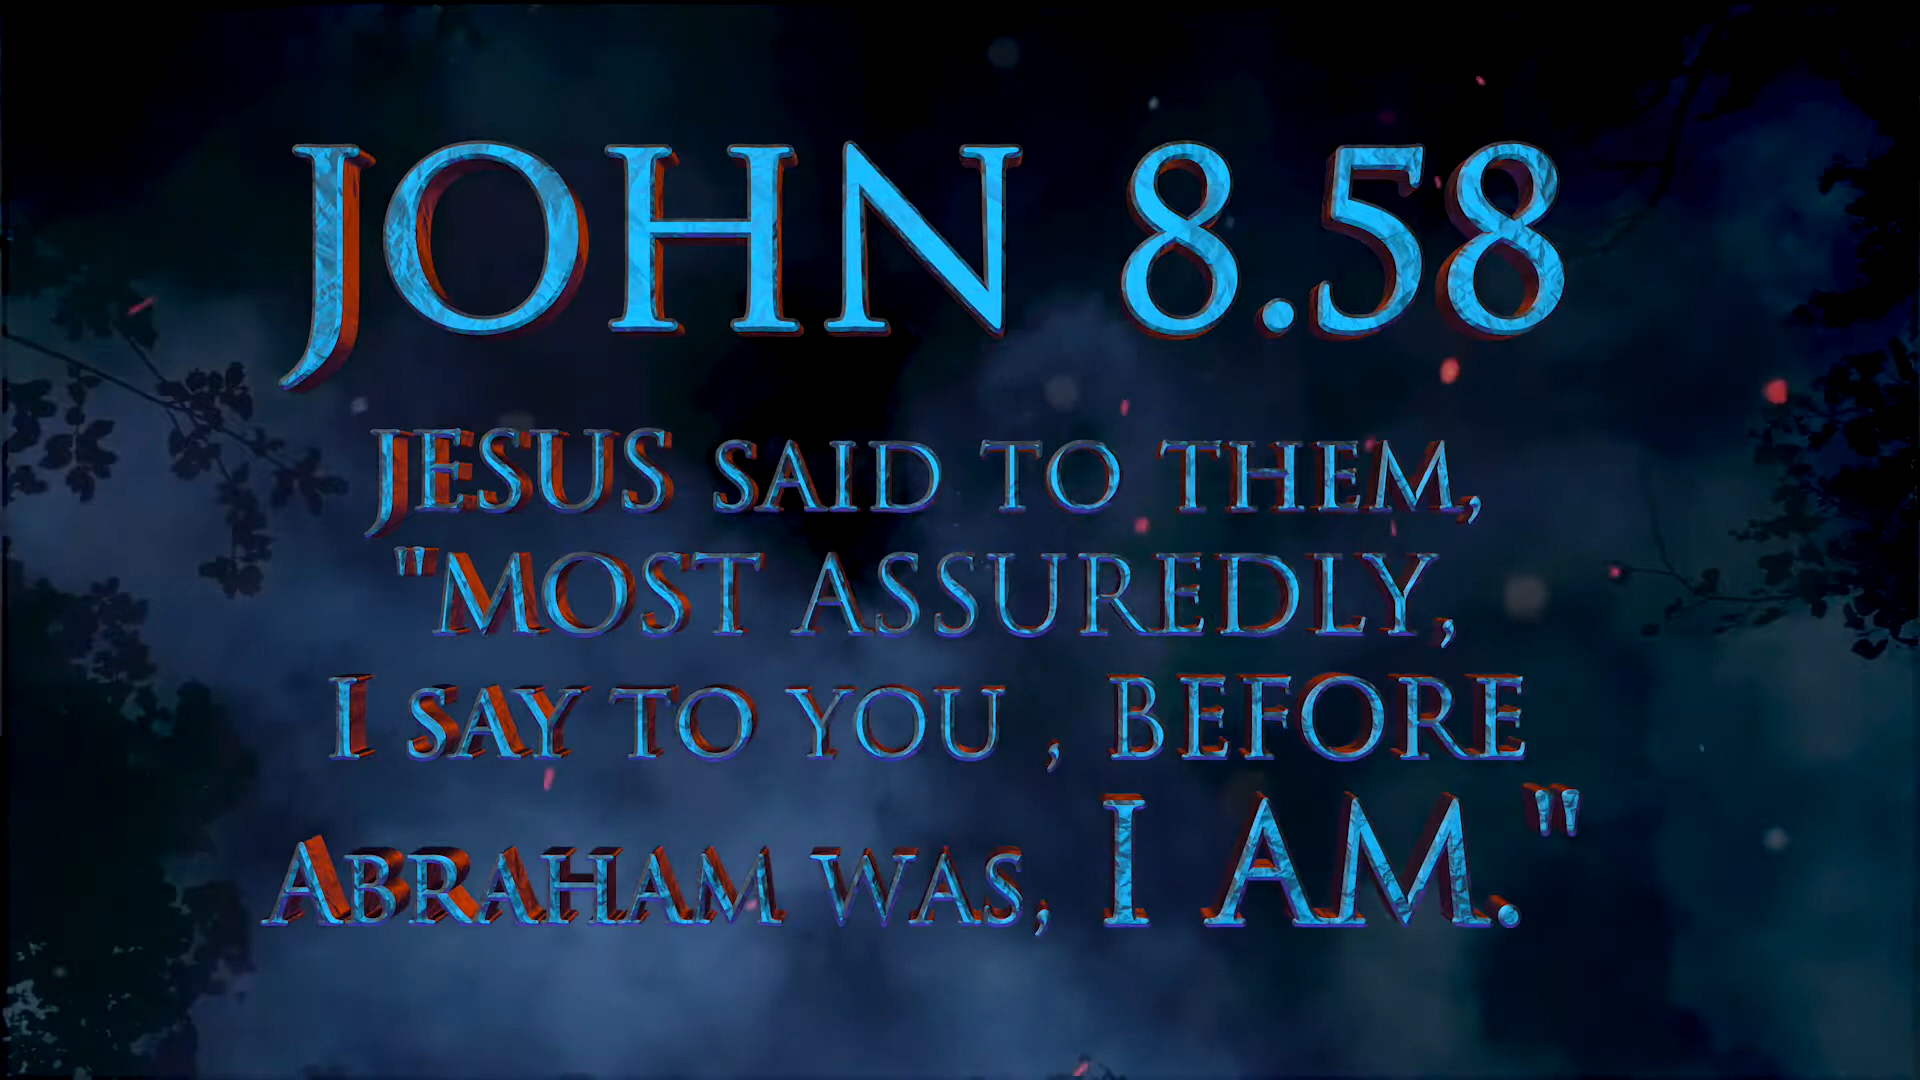 JOHN 8.58
JESUS SAID TO THEM,
"MOST ASSUREDLY,
I SAY TO YOU , BEFORE
ABRAHAM WAS, I AM."